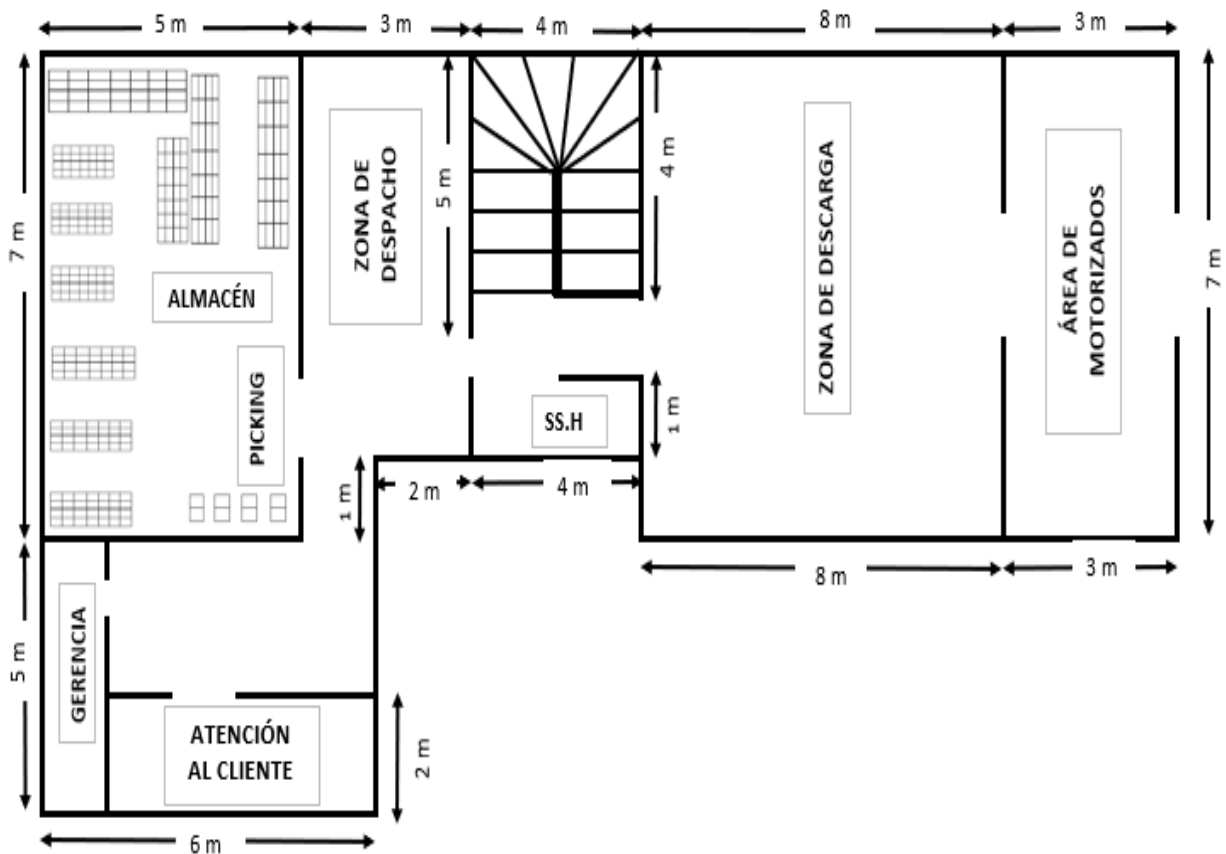 5 m
3 m
4 m
8 m
3 m
7 m
ZONA DE
DESPACHO
5 m
4 m
ZONA DE DESCARGA
ÁREA DE
MOTORIZADOS
7 m
ALMACÉN
PICKING
SS.H
1 m
1 m
2 m
4 m
8 m
3 m
5 m
GERENCIA
ATENCIÓN
AL CLIENTE
2 m
6 m